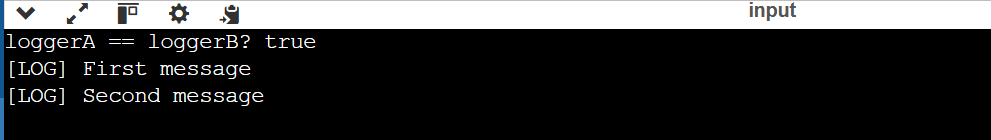 input
loggerA == loggerB? true
[LOG] First message
[LOG] Second message